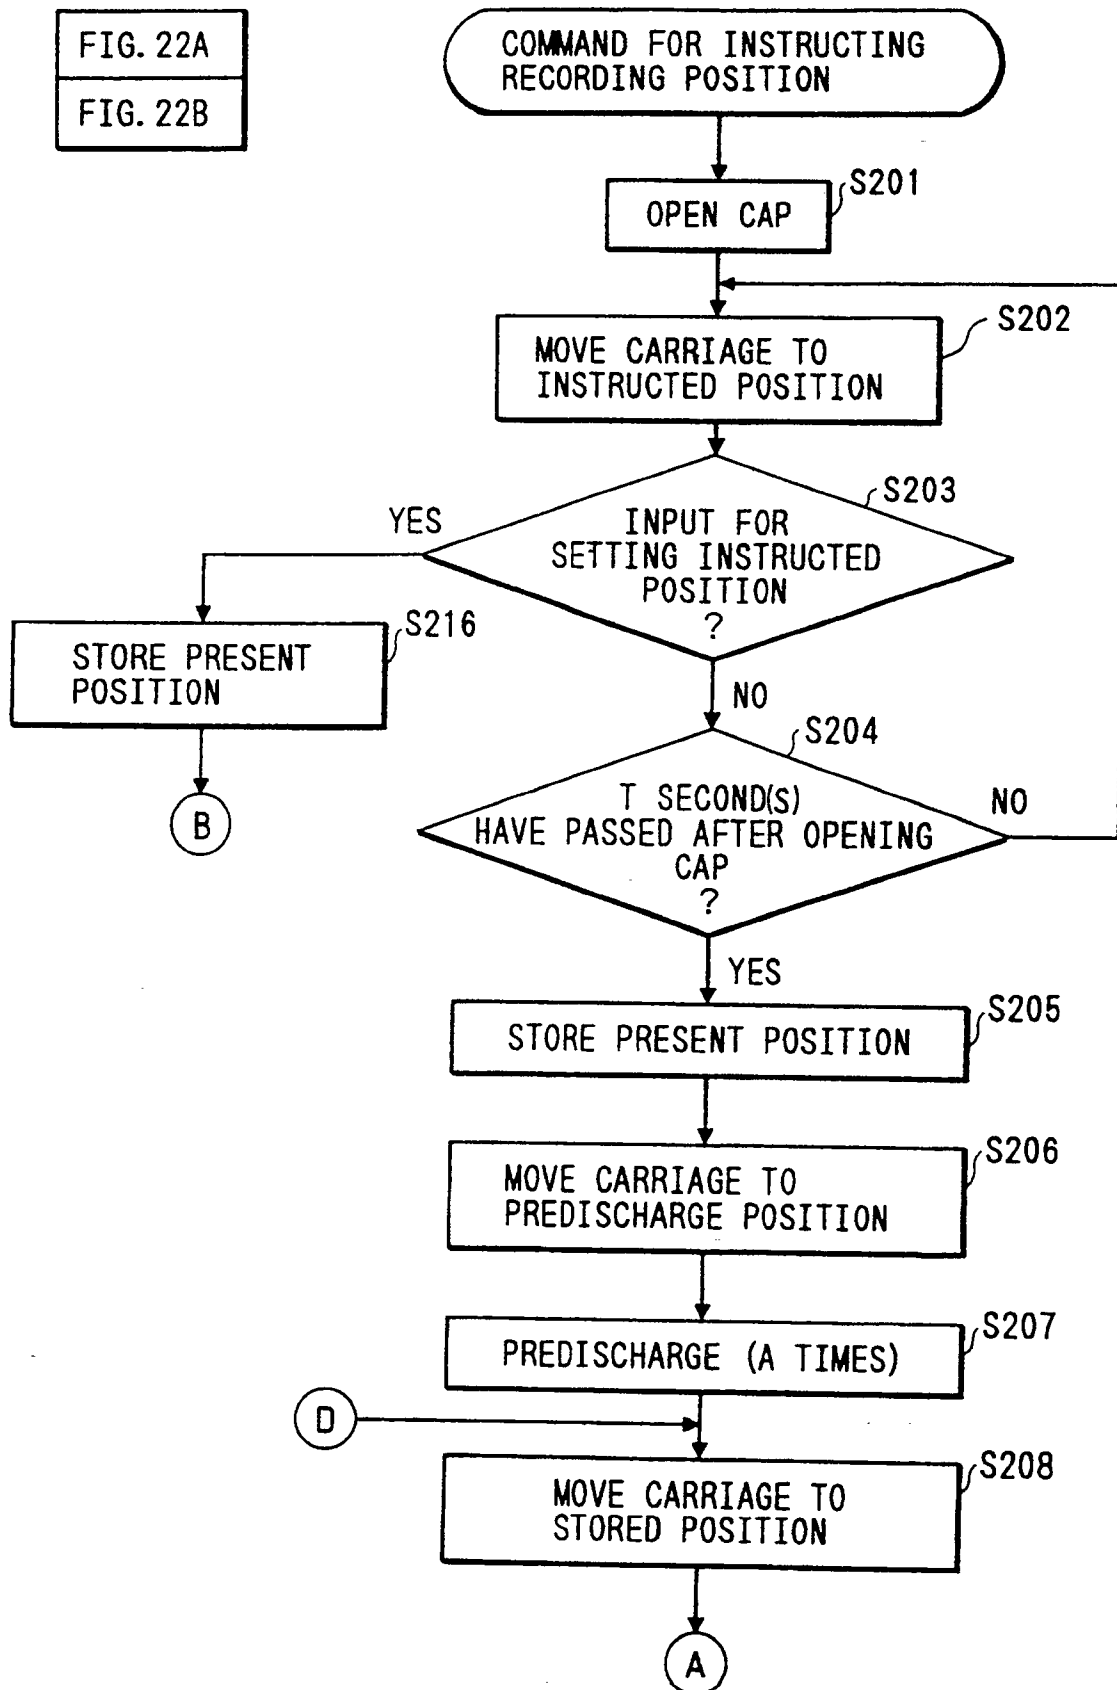 FIG. 22A
FIG. 22B
COMMAND FOR INSTRUCTING
RECORDING POSITION
S201
OPEN CAP
S202
MOVE CARRIAGE TO
INSTRUCTED POSITION
S203
YES
INPUT FOR
SETTING INSTRUCTED
POSITION
?
S216
STORE PRESENT
POSITION
NO
B
S204
T SECOND(S)
HAVE PASSED AFTER OPENING
CAP
?
NO
YES
S205
STORE PRESENT POSITION
S206
MOVE CARRIAGE TO
PREDISCHARGE POSITION
S207
PREDISCHARGE (A TIMES)
D
S208
MOVE CARRIAGE TO
STORED POSITION
A